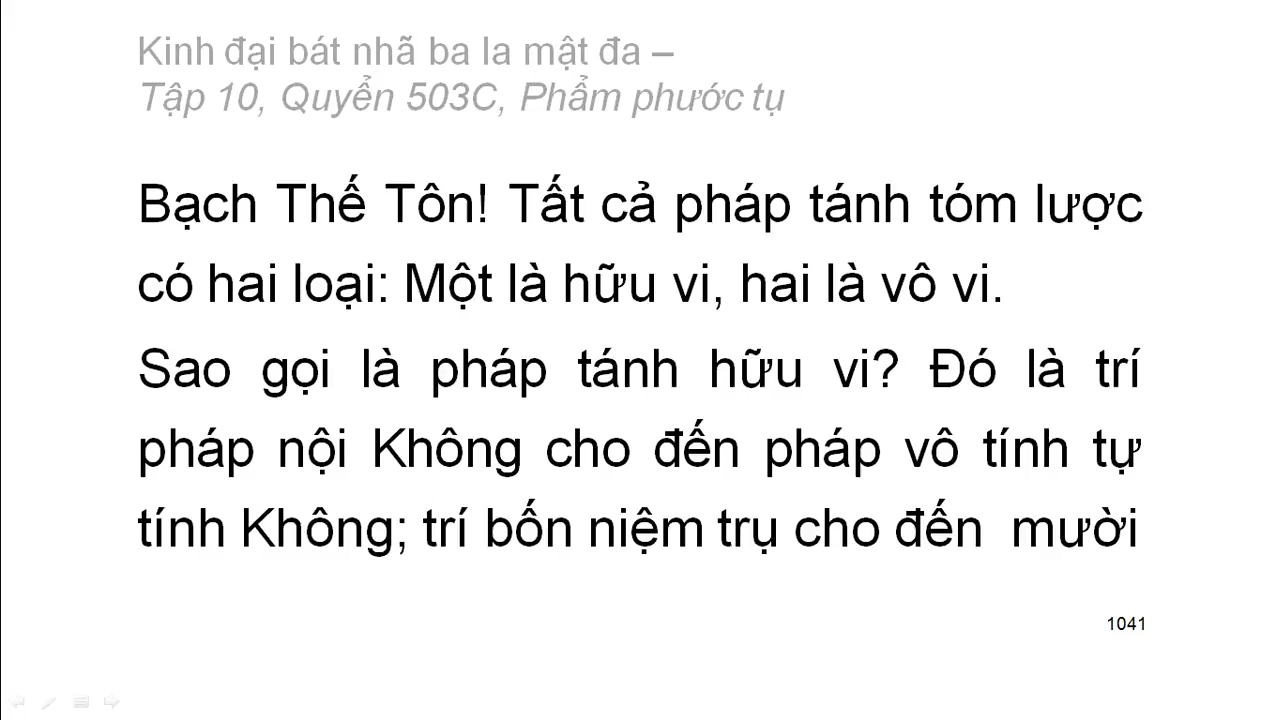 Kinh đại bát nhã ba la mật đa –
Tập 10, Quyển 503C, Phẩm phước tụ
Bạch Thế Tôn! Tất cả pháp tánh tóm lược
có hai loại: Một là hữu vi, hai là vô vi.
Sao gọi là pháp tánh hữu vi? Đó là trí
pháp nội Không cho đến pháp vô tính tự
tính Không; trí bốn niệm trụ cho đến mười
1041